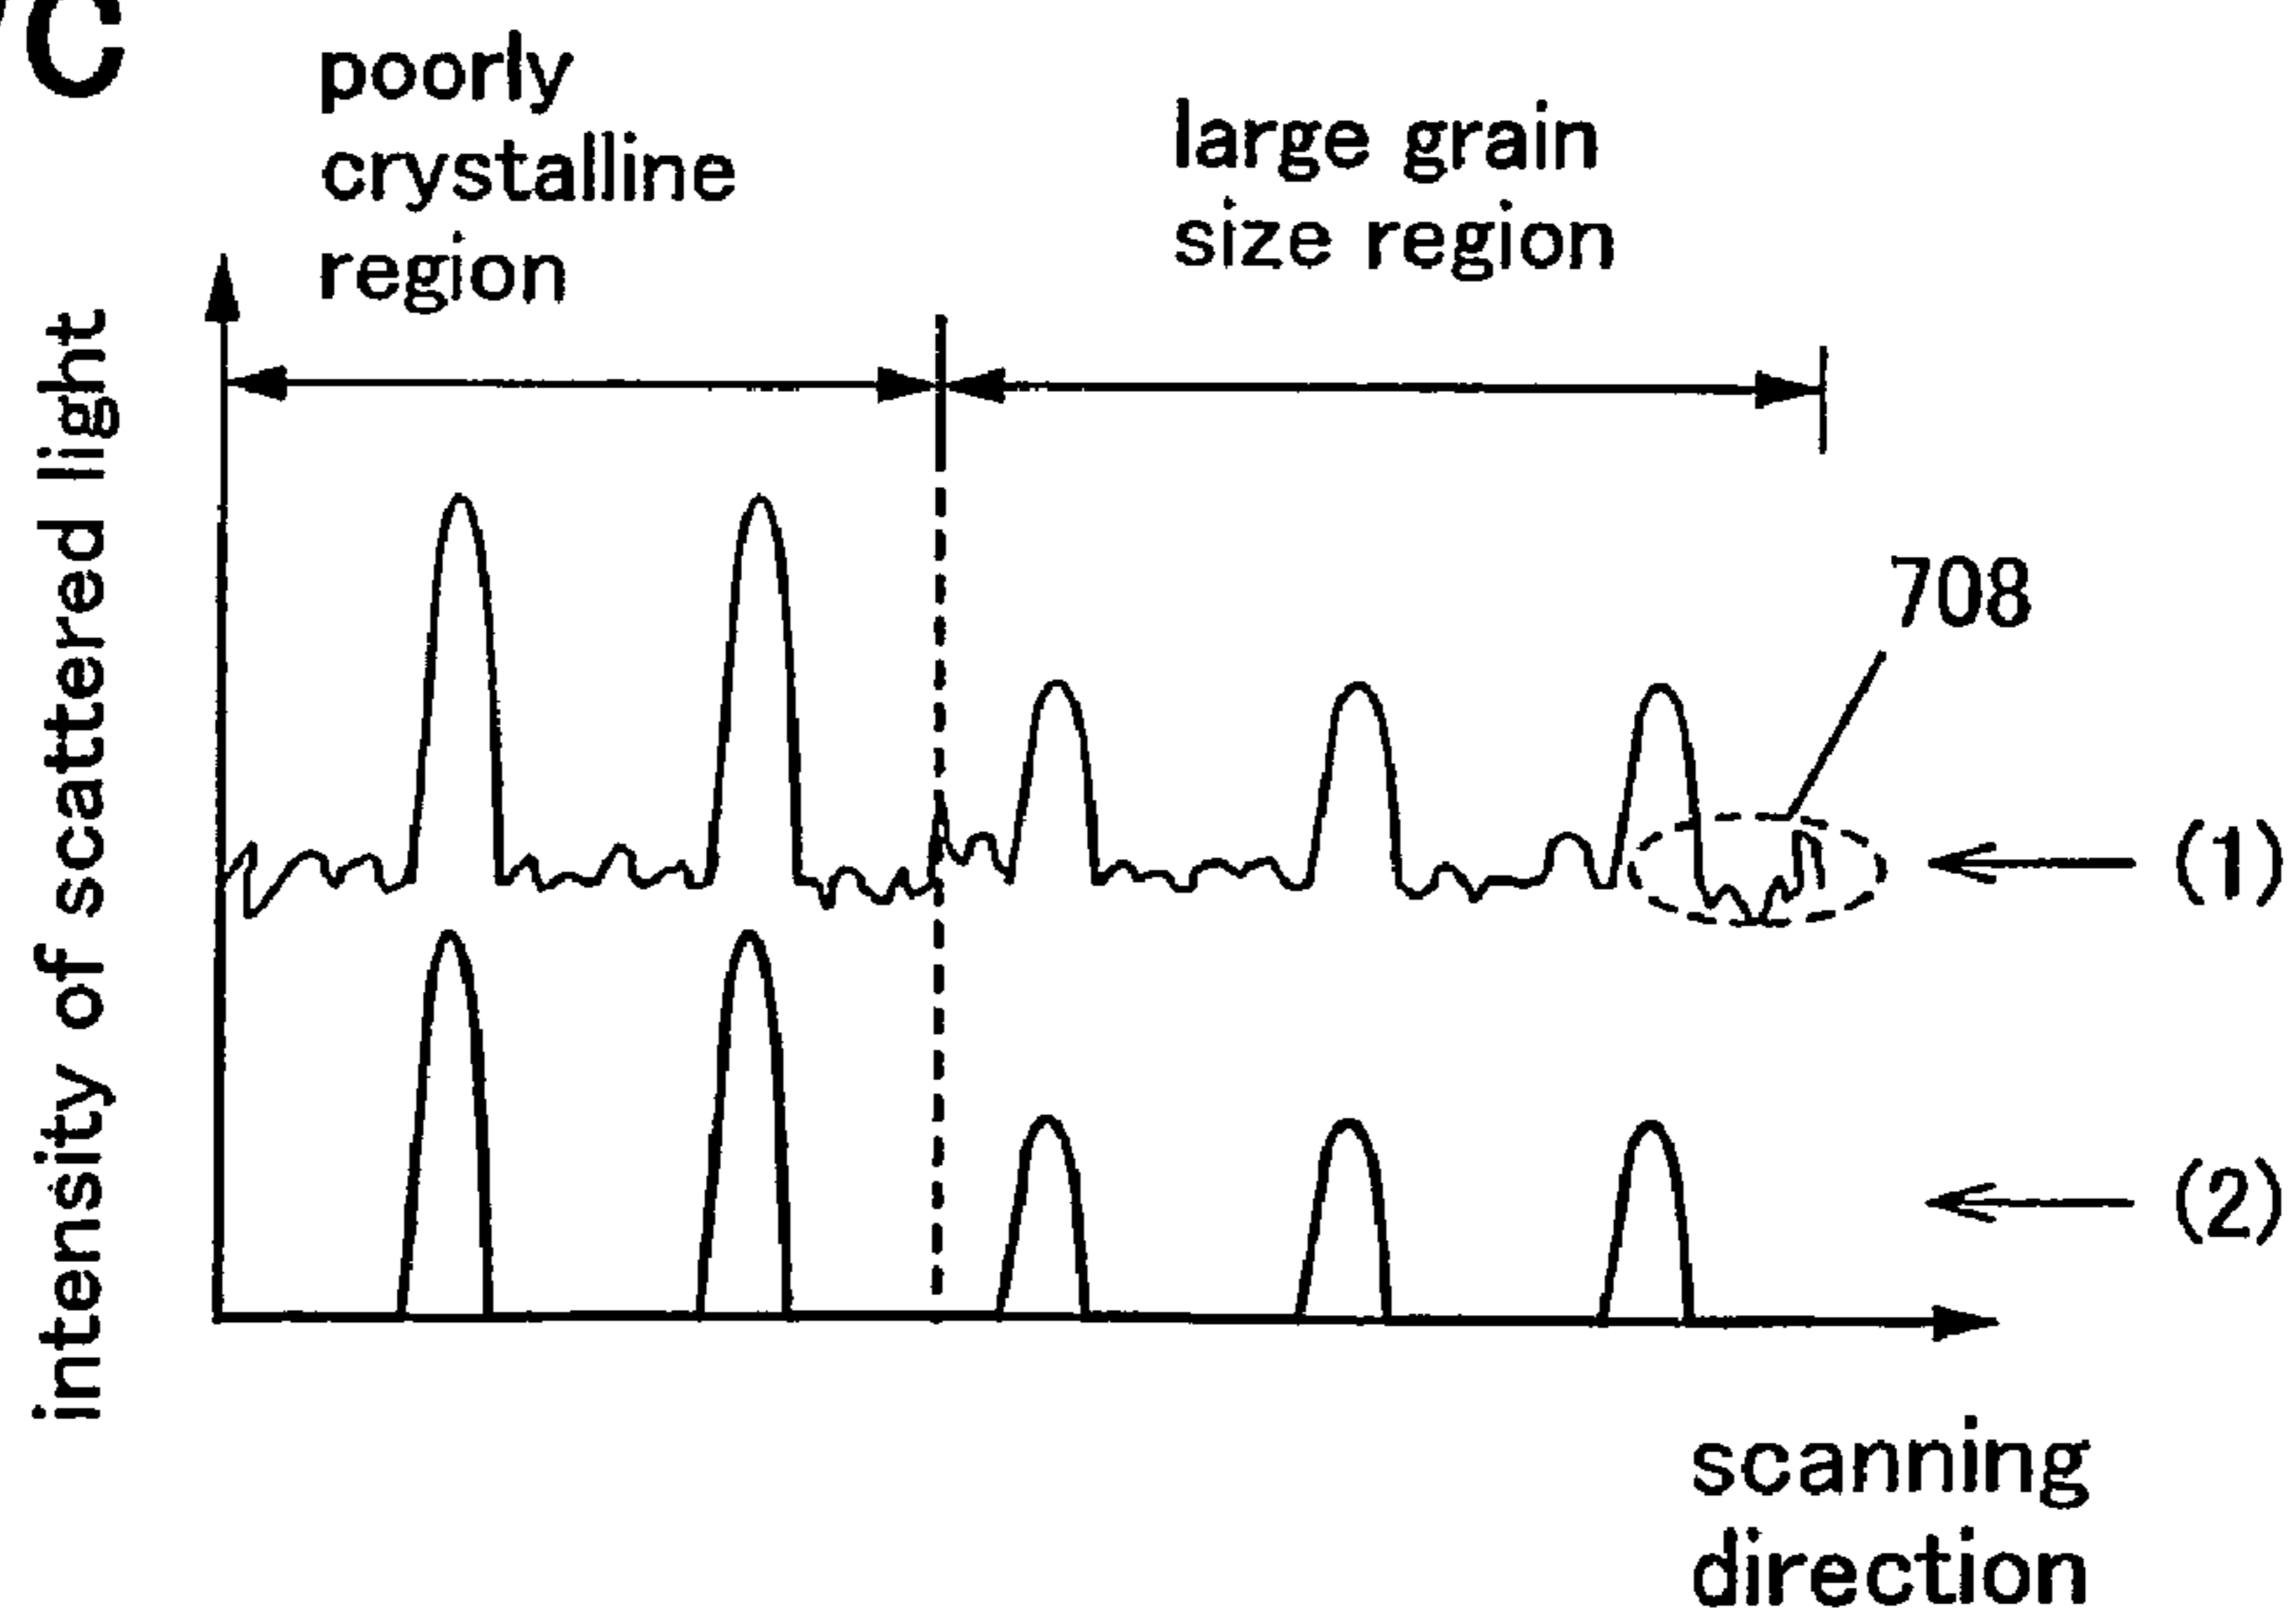 C
poorly
crystalline
region
large grain
size region
intensity of scattered light
708
(1)
(2)
scanning
direction